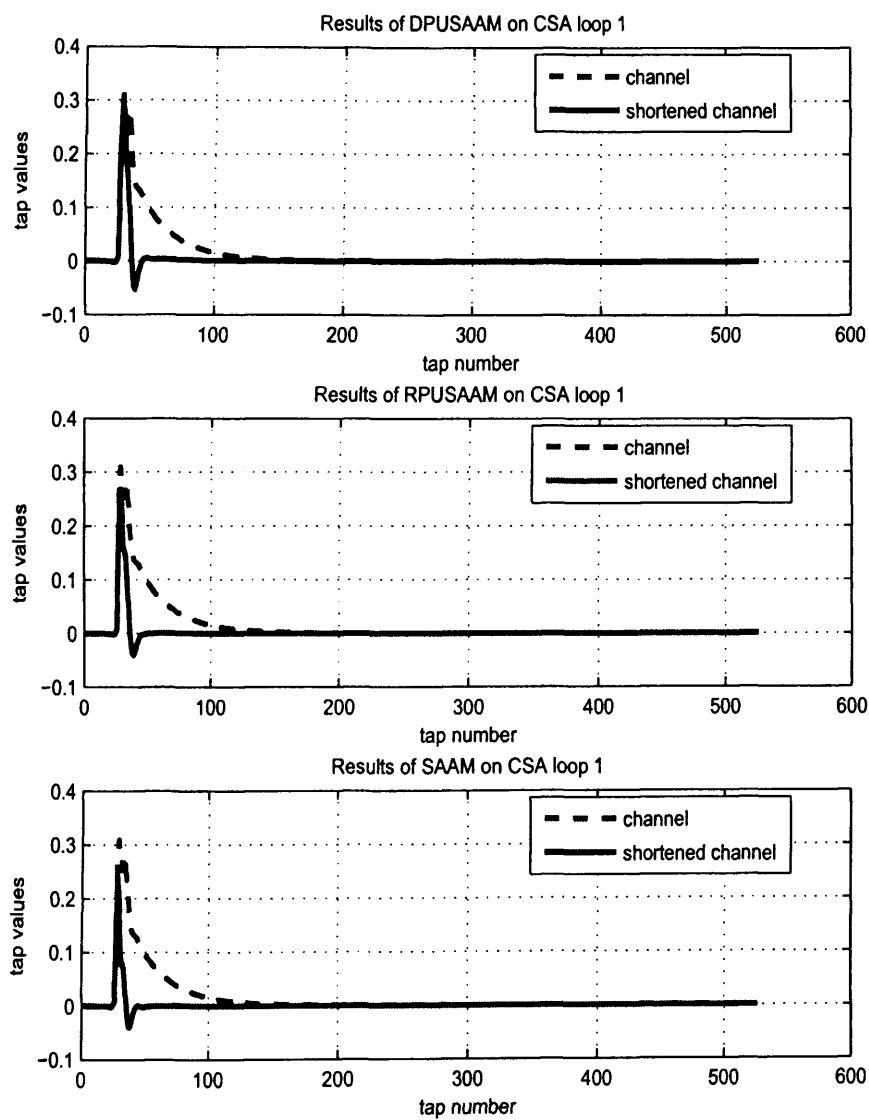 Results of DPUSAAM on CSA loop 1
0.4
0.3
0.2
0.1
0
−0.1
tap values
channel
shortened channel
0 100 200 300 400 500 600
tap number
Results of RPUSAAM on CSA loop 1
0.4
0.3
0.2
0.1
0
−0.1
tap values
channel
shortened channel
0 100 200 300 400 500 600
tap number
Results of SAAM on CSA loop 1
0.4
0.3
0.2
0.1
0
−0.1
tap values
channel
shortened channel
0 100 200 300 400 500 600
tap number